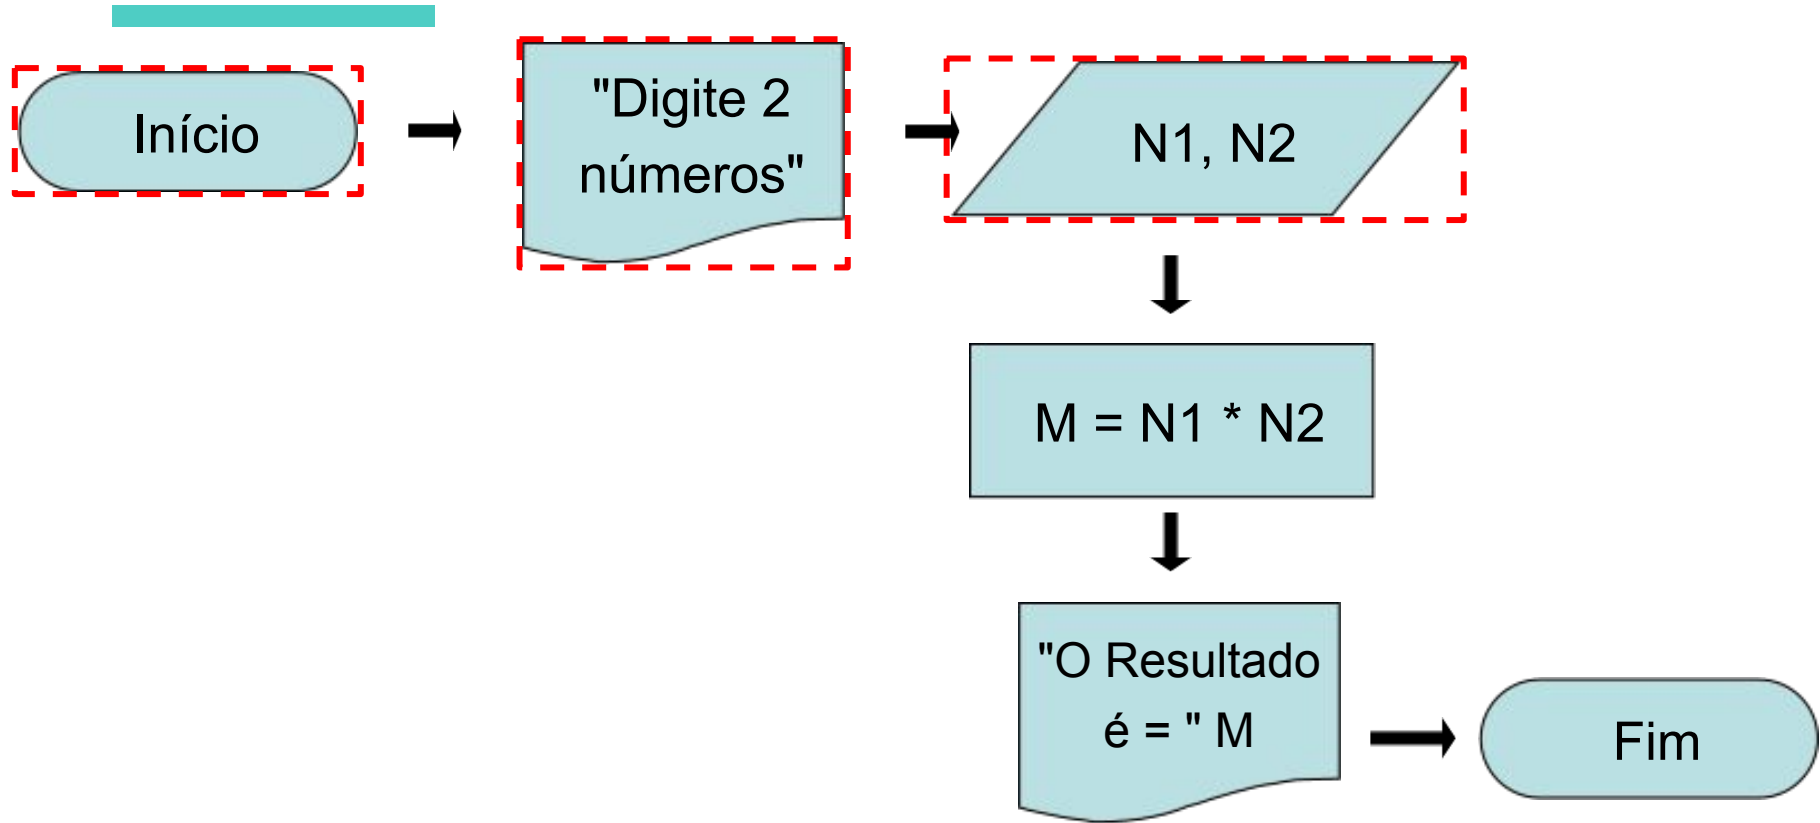 Início
"Digite 2
números"
N1, N2
M = N1 * N2
"O Resultado
é = " M
Fim